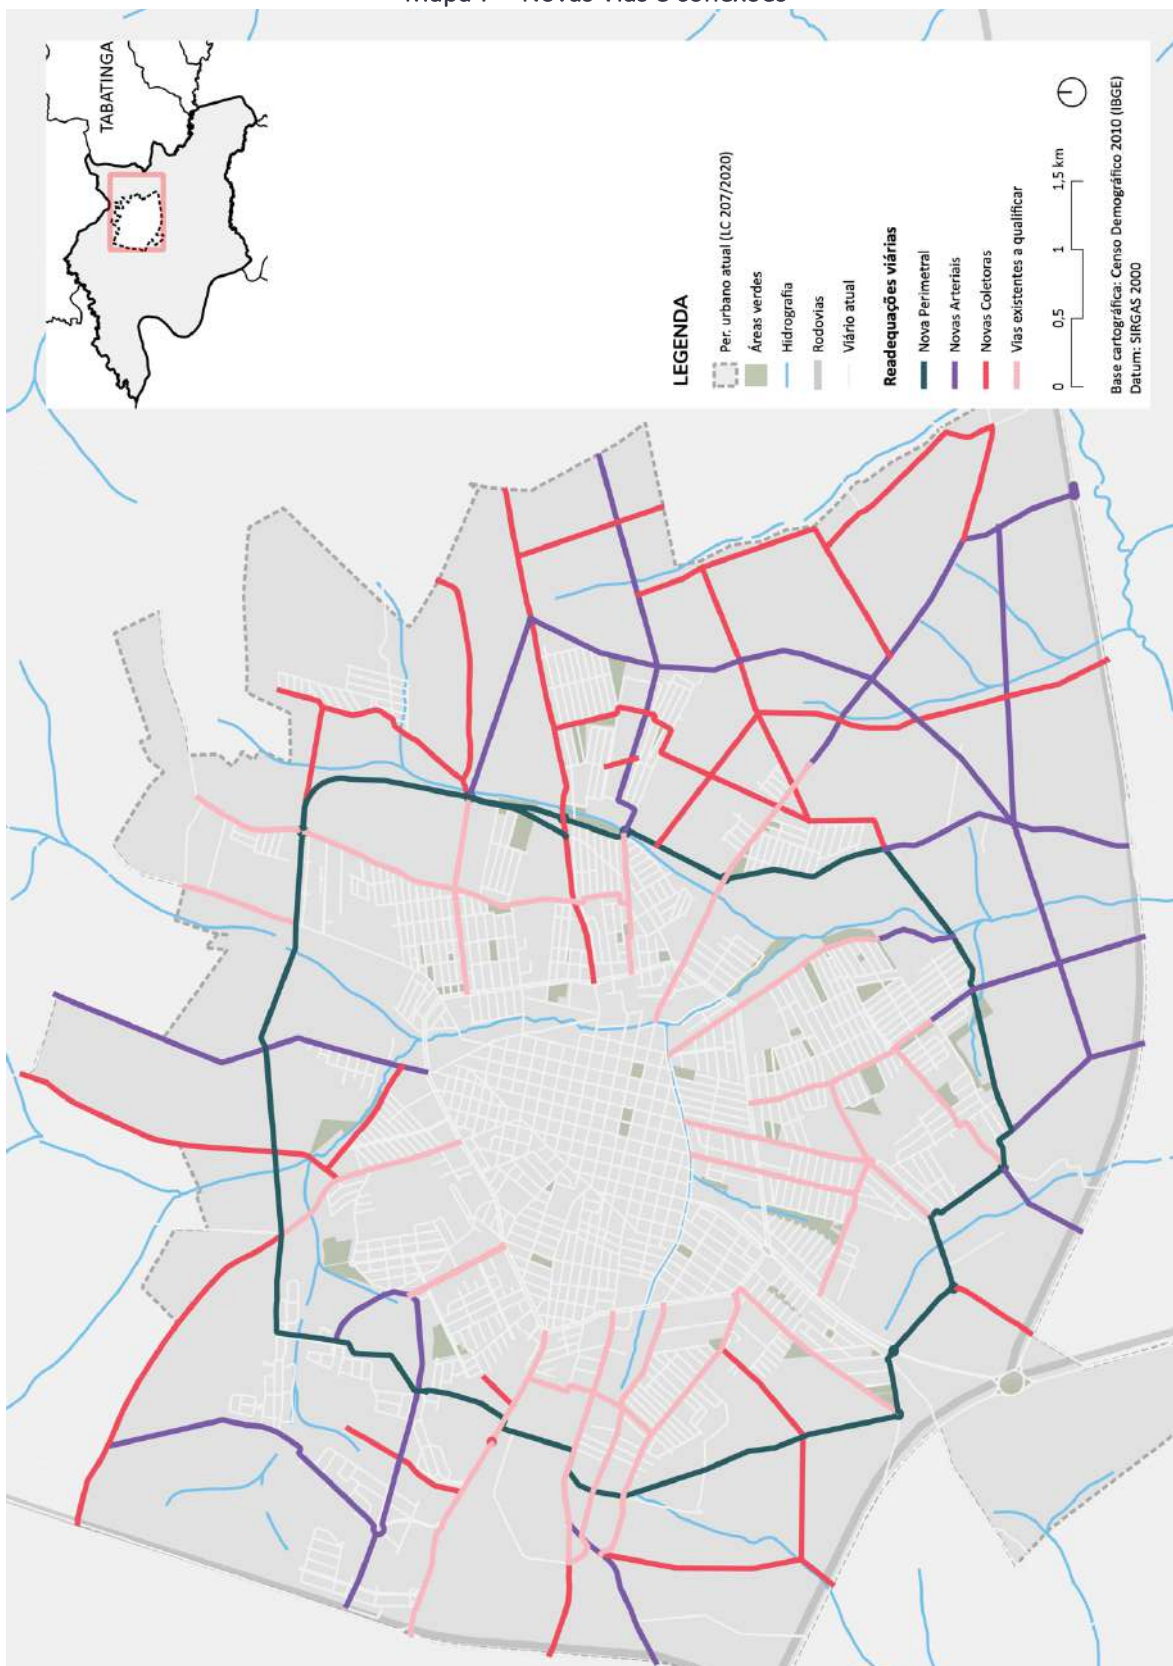 Mapa 7 – Novas vias e conexões
TABATINGA
LEGENDA
Per. urbano atual (LC 207/2020)
Áreas verdes
Hidrografia
Rodovias
Viário atual
Readequações viárias
Nova Perimetral
Novas Arteriais
Novas Coletoras
Vias existentes a qualificar
0 0,5 1 1,5 km
Base cartográfica: Censo Demográfico 2010 (IBGE)
Datum: SIRGAS 2000